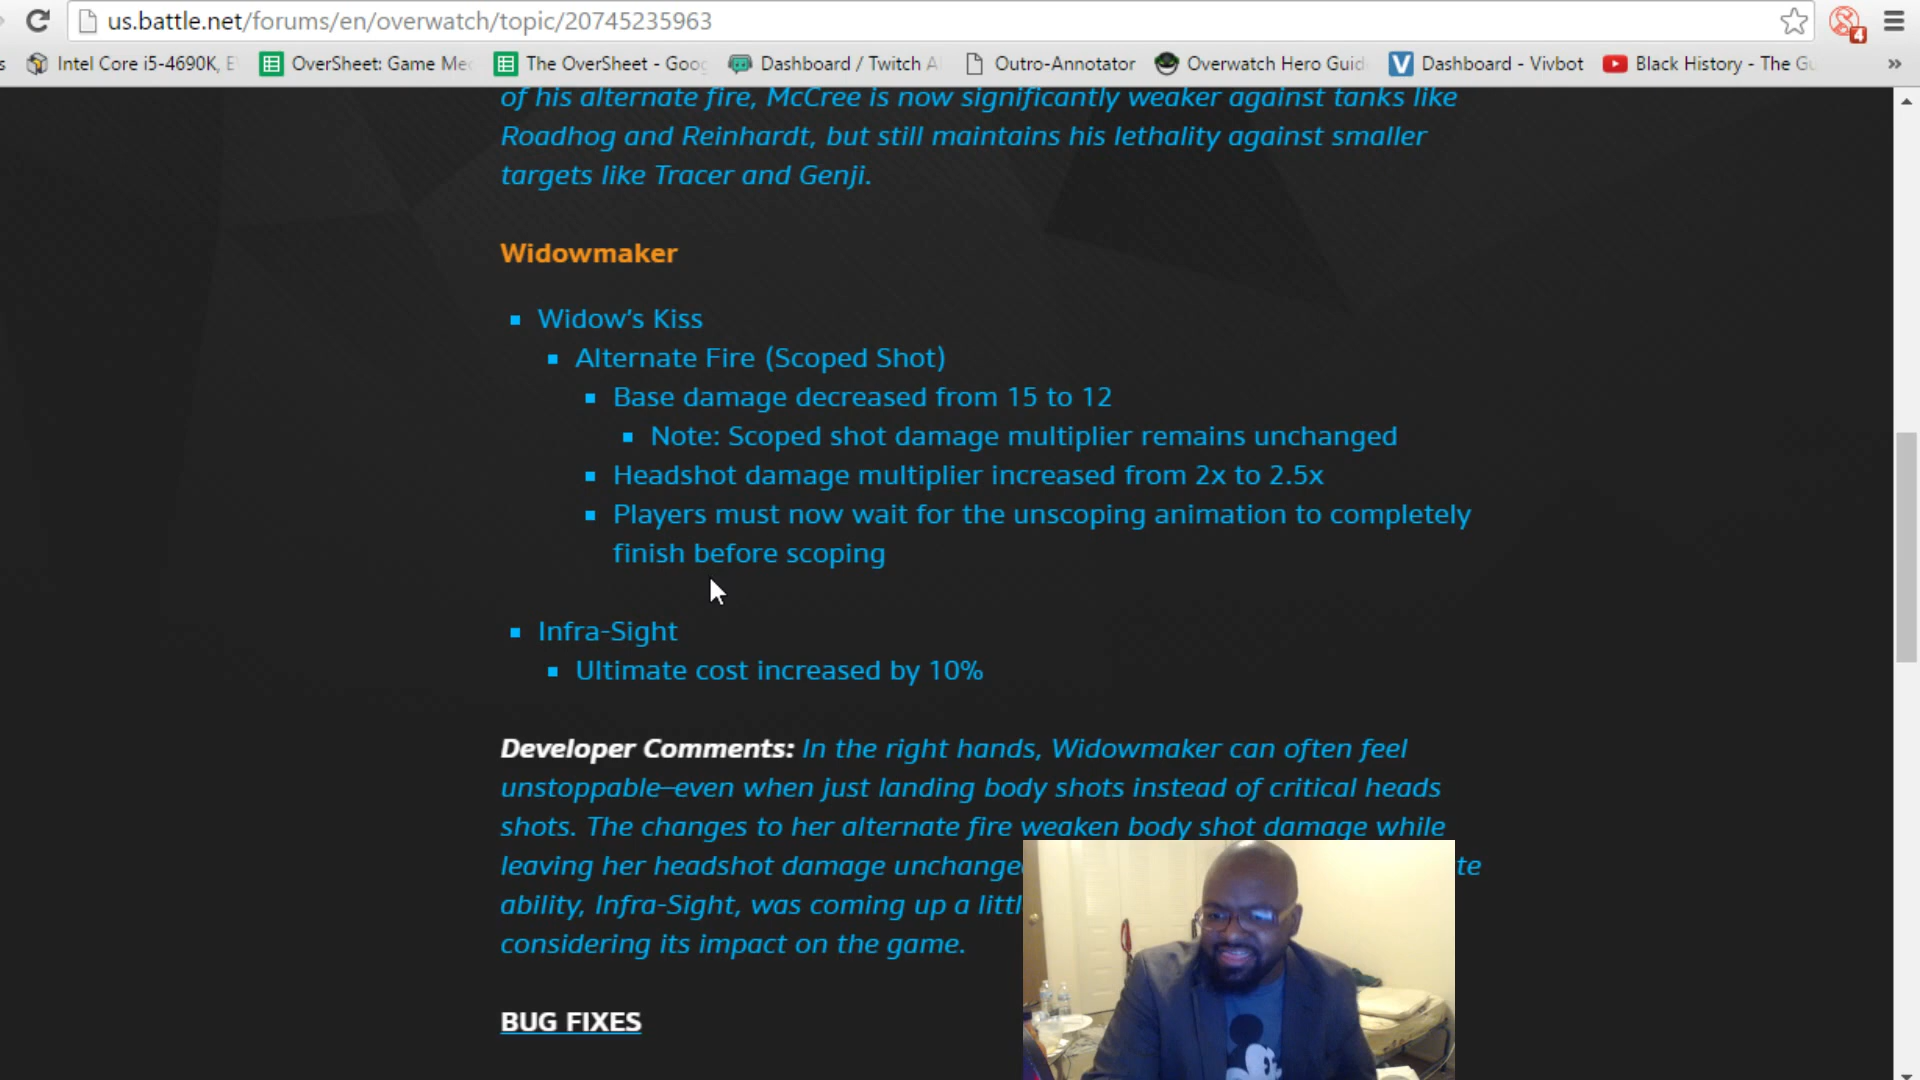 us.battle.net/forums/en/overwatch/topic/20745235963
4
s Intel Core i5-4690K, E OverSheet: Game Me The OverSheet - Goog Dashboard / Twitch A Outro-Annotator Overwatch Hero Guid Dashboard - Vivbot Black History - The Gu »
of his alternate fire, McCree is now significantly weaker against tanks like
Roadhog and Reinhardt, but still maintains his lethality against smaller
targets like Tracer and Genji.
Widowmaker
Widow’s Kiss
Alternate Fire (Scoped Shot)
Base damage decreased from 15 to 12
Note: Scoped shot damage multiplier remains unchanged
Headshot damage multiplier increased from 2x to 2.5x
Players must now wait for the unscoping animation to completely
finish before scoping
Infra-Sight
Ultimate cost increased by 10%
Developer Comments: In the right hands, Widowmaker can often feel
unstoppable—even when just landing body shots instead of critical heads
shots. The changes to her alternate fire weaken body shot damage while
leaving her headshot damage unchange te
ability, Infra-Sight, was coming up a littl
considering its impact on the game.
BUG FIXES